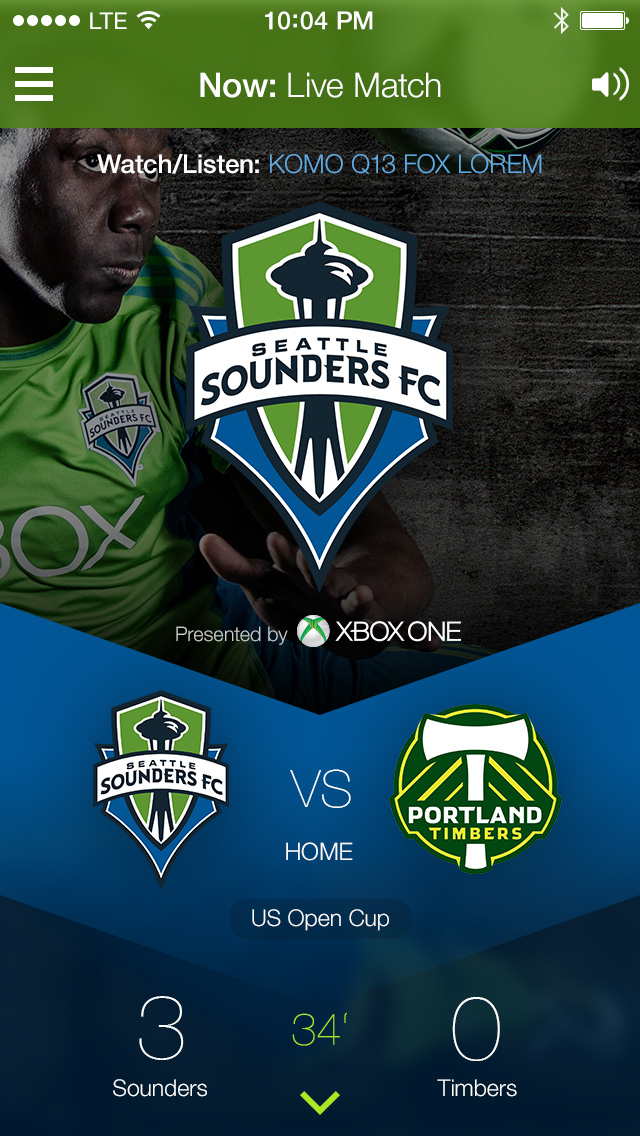 LTE 10:04 PM
Now: Live Match
Watch/Listen: KOMO Q13 FOX LOREM
SEATTLE
SOUNDERS FC
SEATTLE
SOUNDERS FC
BOX
Presented by XBOX ONE
SEATTLE
SOUNDERS FC
VS
PORTLAND
TIMBERS
HOME
US Open Cup
3 34‘ 0
Sounders Timbers